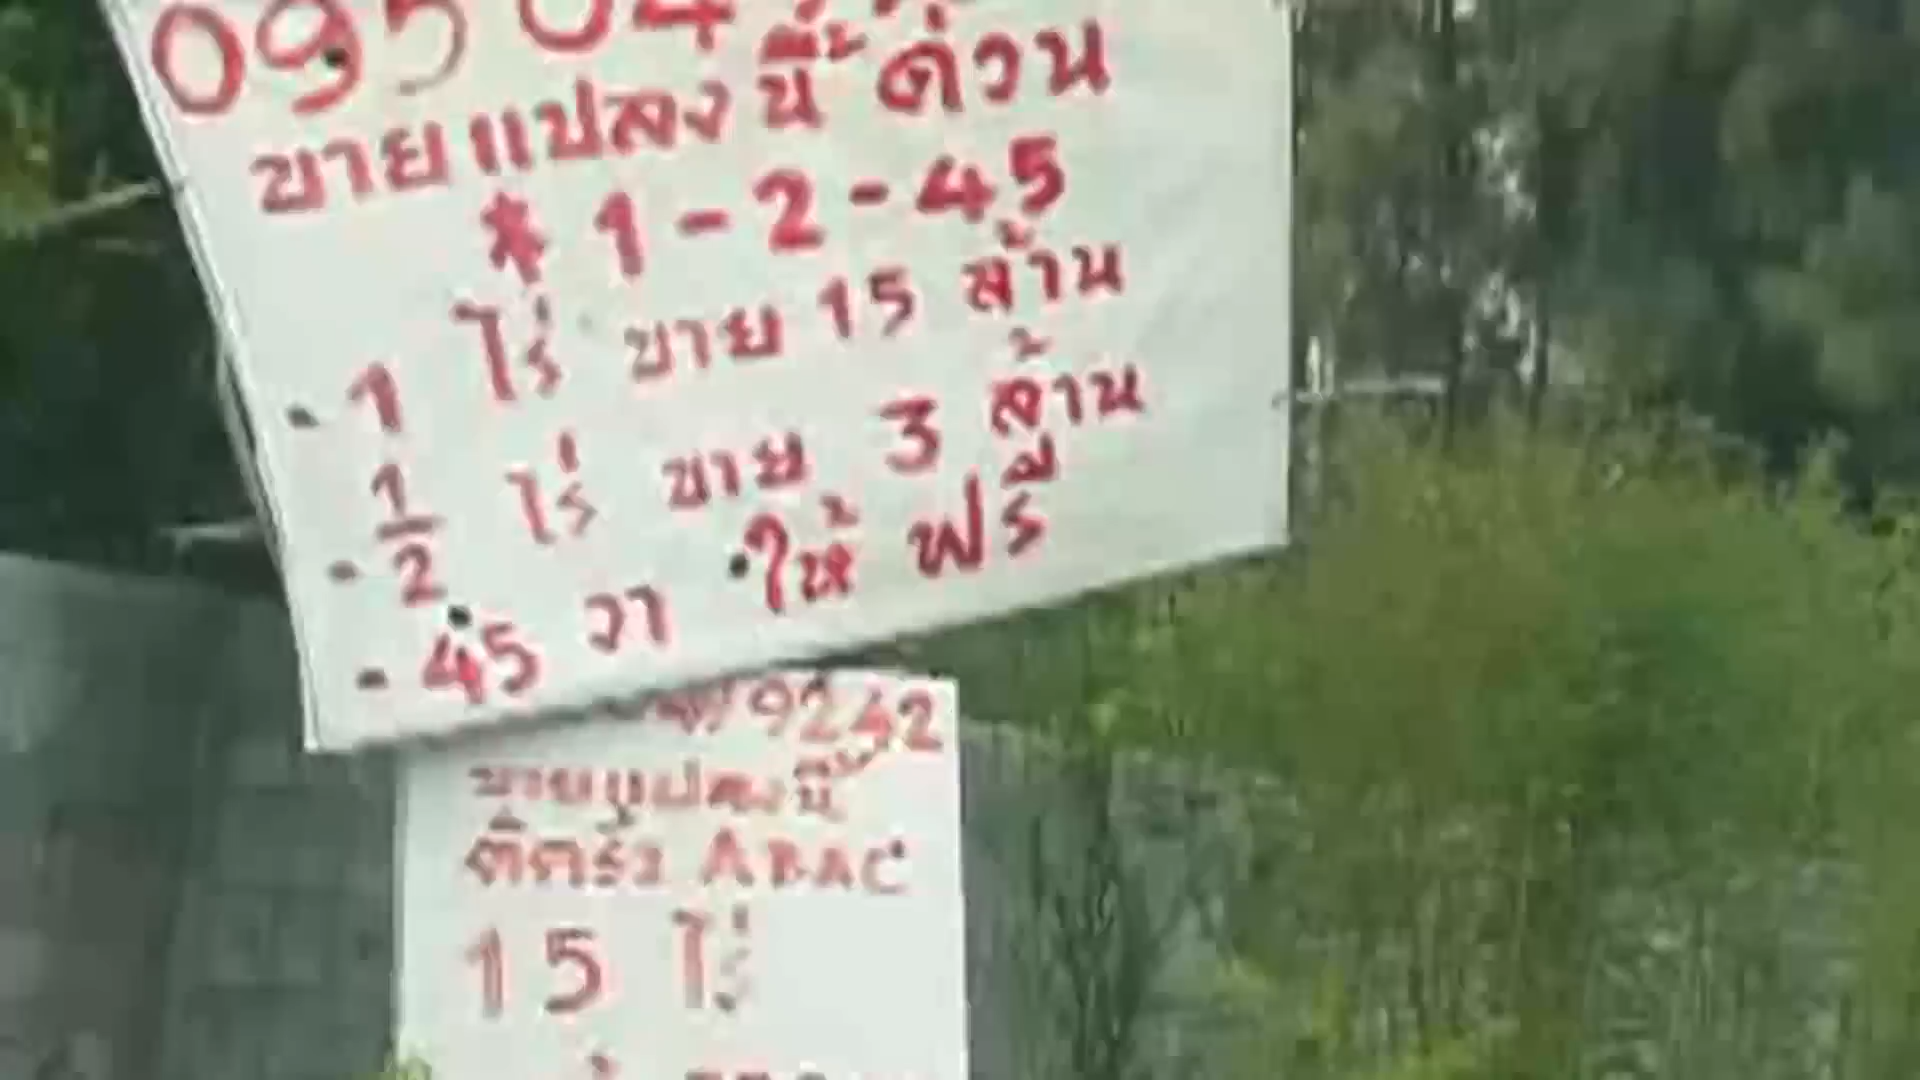 09504
ขายแปลงนี้ ด่วน
* 1-2-45
- 1 ไร่ ขาย 15 ล้าน
- 1/2 ไร่ ขาย 3 ล้าน
- 45 วา ให้ ฟรี
9242
ขายแปลงนี้
ติดรั้ว ABAC
15 ไร่